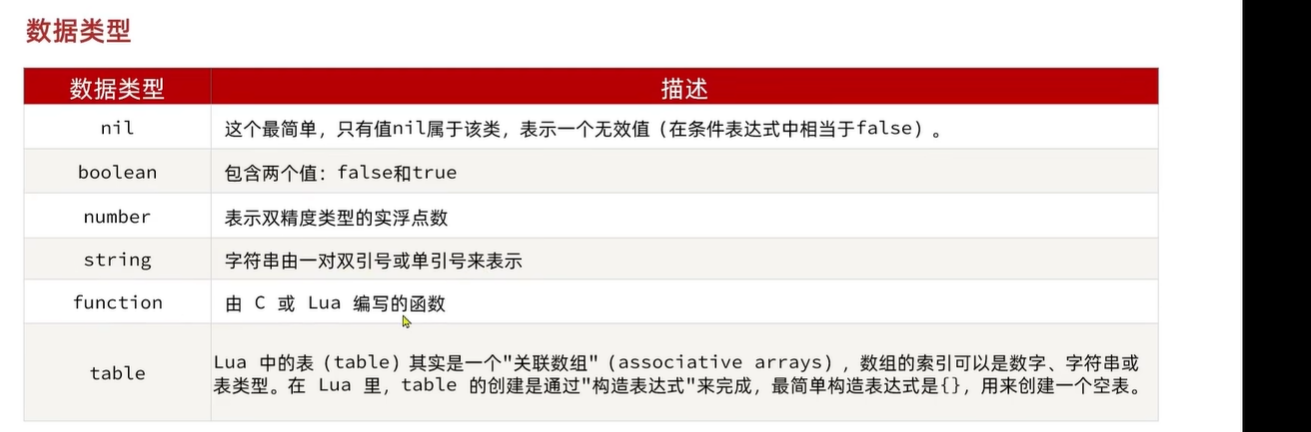 数据类型
数据类型 描述
nil 这个最简单，只有值nil属于该类，表示一个无效值（在条件表达式中相当于false）。
boolean 包含两个值：false和true
number 表示双精度类型的实浮点数
string 字符串由一对双引号或单引号来表示
function 由 C 或 Lua 编写的函数
table Lua 中的表（table）其实是一个"关联数组"（associative arrays），数组的索引可以是数字、字符串或
表类型。在 Lua 里，table 的创建是通过"构造表达式"来完成，最简单构造表达式是{}，用来创建一个空表。